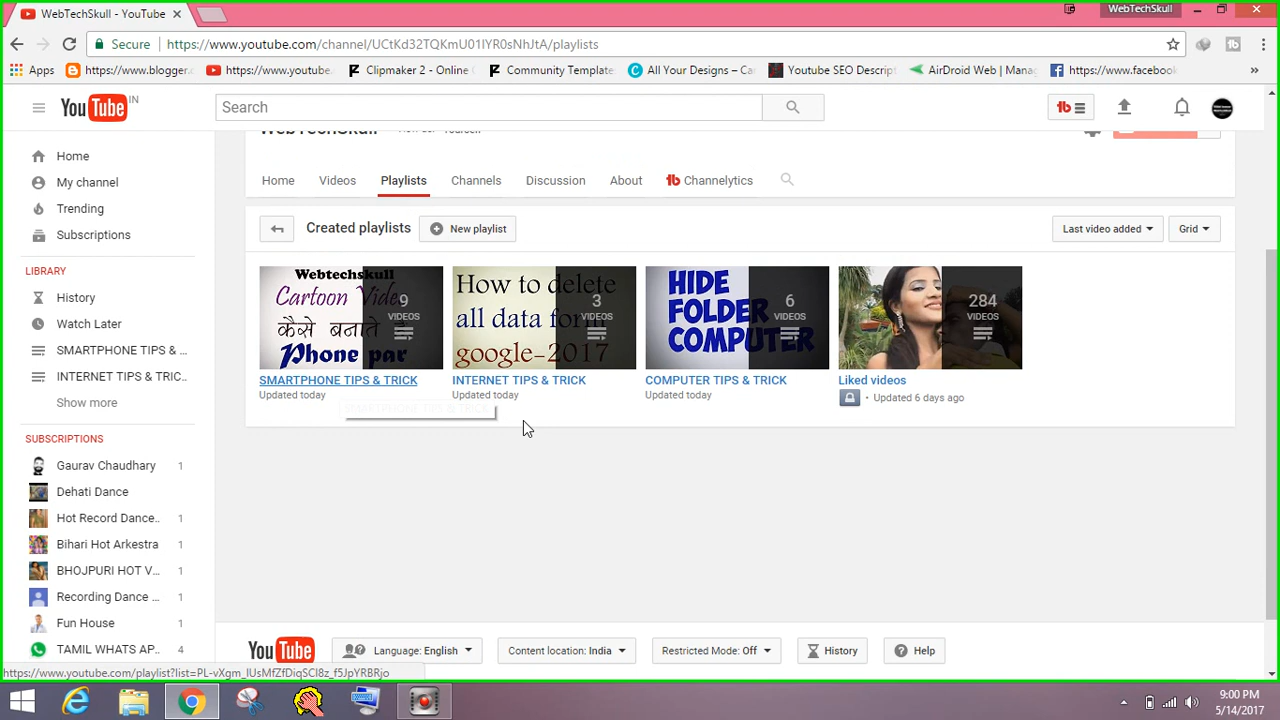 WebTechSkull - YouTube
WebTechSkull
Secure https://www.youtube.com/channel/UCtKd32TQKmU01lYR0sNhJtA/playlists
Apps https://www.blogger. https://www.youtube. Clipmaker 2 - Online Community Template All Your Designs – Ca Youtube SEO Descript AirDroid Web | Manag https://www.facebook »
YouTube IN
Search
WebTechSkull
Home Videos Playlists Channels Discussion About Channelytics
Created playlists New playlist Last video added Grid
Home
My channel
Trending
Subscriptions
LIBRARY
History
Watch Later
SMARTPHONE TIPS & ...
INTERNET TIPS & TRIC..
Show more
SUBSCRIPTIONS
Gaurav Chaudhary 1
Dehati Dance
Hot Record Dance.. 1
Bihari Hot Arkestra 1
BHOJPURI HOT V... 1
Recording Dance ... 1
Fun House 1
TAMIL WHATS AP..
Webtechskull
Cartoon Video
कैसे बनाते है
Phone par
9
VIDEOS
SMARTPHONE TIPS & TRICK
Updated today
How to delete
all data form
google-2017
3
VIDEOS
INTERNET TIPS & TRICK
Updated today
HIDE
FOLDER
COMPUTER
6
VIDEOS
COMPUTER TIPS & TRICK
Updated today
284
VIDEOS
Liked videos
• Updated 6 days ago
YouTube Language: English Content location: India Restricted Mode: Off History Help
https://www.youtube.com/playlist?list=PL-vXgm_IUsMfZfDiqSCI8z_f5JpYRBRjo
9:00 PM
5/14/2017